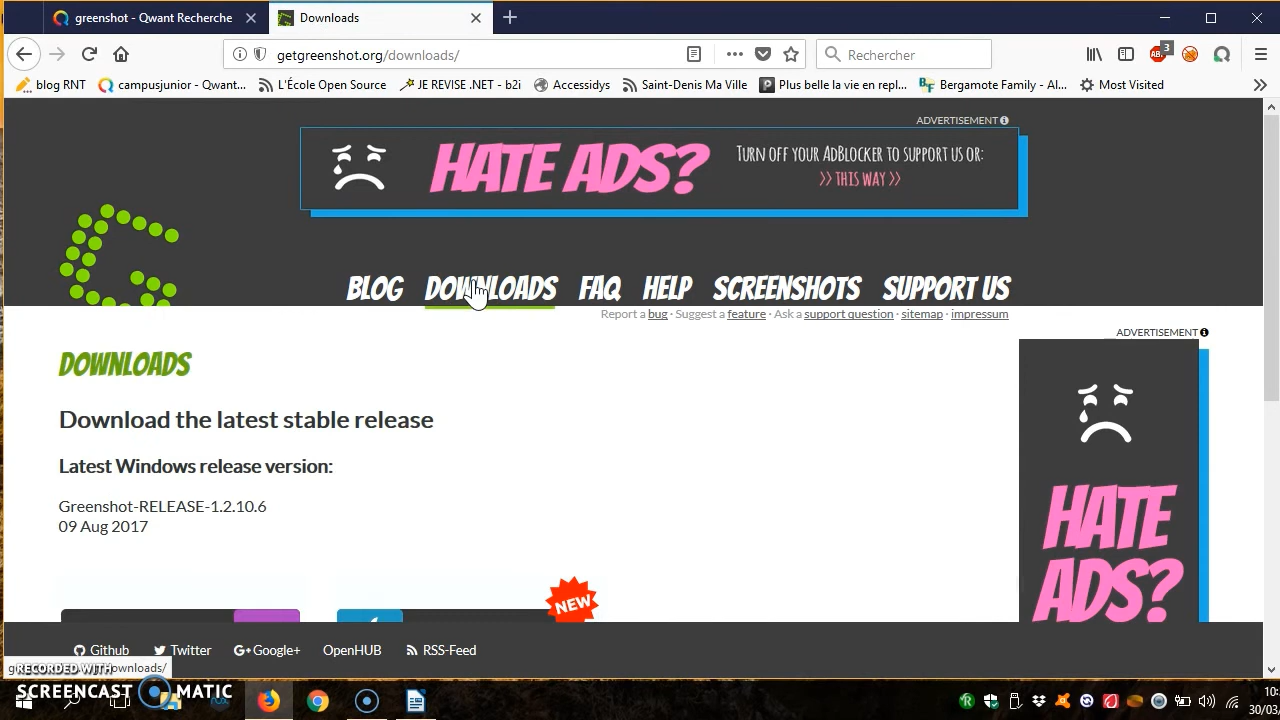 greenshot - Qwant Recherche
Downloads
getgreenshot.org/downloads/
Rechercher
3
blog RNT
campusjunior - Qwant...
L'École Open Source
JE REVISE .NET - b2i
Accessidys
Saint-Denis Ma Ville
Plus belle la vie en repl...
Bergamote Family - Al...
Most Visited
ADVERTISEMENT
HATE ADS?
TURN OFF YOUR ADBLOCKER TO SUPPORT US OR:
>> THIS WAY >>
BLOG DOWNLOADS FAQ HELP SCREENSHOTS SUPPORT US
Report a bug · Suggest a feature · Ask a support question · sitemap · impressum
ADVERTISEMENT
DOWNLOADS
Download the latest stable release
Latest Windows release version:
Greenshot-RELEASE-1.2.10.6
09 Aug 2017
HATE
ADS?
NEW
Github Twitter Google+ OpenHUB RSS-Feed
RECORDED WITH
SCREENCAST MATIC
10:
30/03/